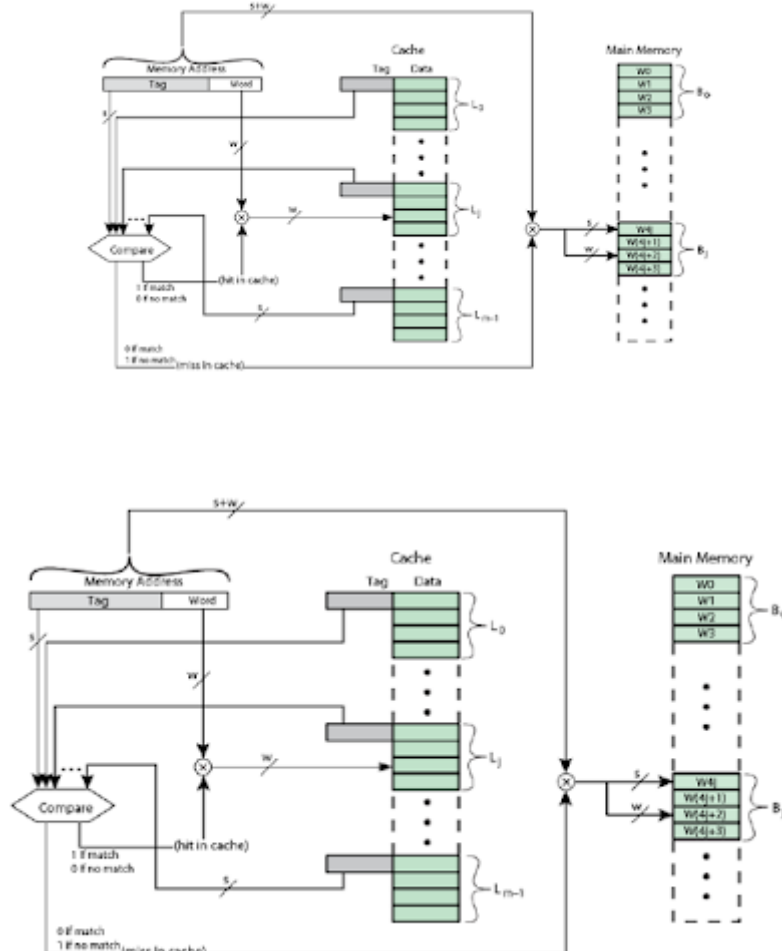 s+w
Cache
Main Memory
Memory Address
Tag Data
Tag Word
W0
W1
W2
W3
B0
L0
s
w
Lj
w
W4j
W(4j+1)
W(4j+2)
W(4j+3)
Bj
s
w
Compare
(hit in cache)
1 if match
0 if no match
s
Lm–1
0 if match
1 if no match (miss in cache)
s+w
Cache
Main Memory
Memory Address
Tag Data
Tag Word
W0
W1
W2
W3
L0
s
w
Lj
w
W4j
W(4j+1)
W(4j+2)
W(4j+3)
s
w
Compare
(hit in cache)
1 if match
0 if no match
s
Lm–1
0 if match
1 if no match (miss in cache)